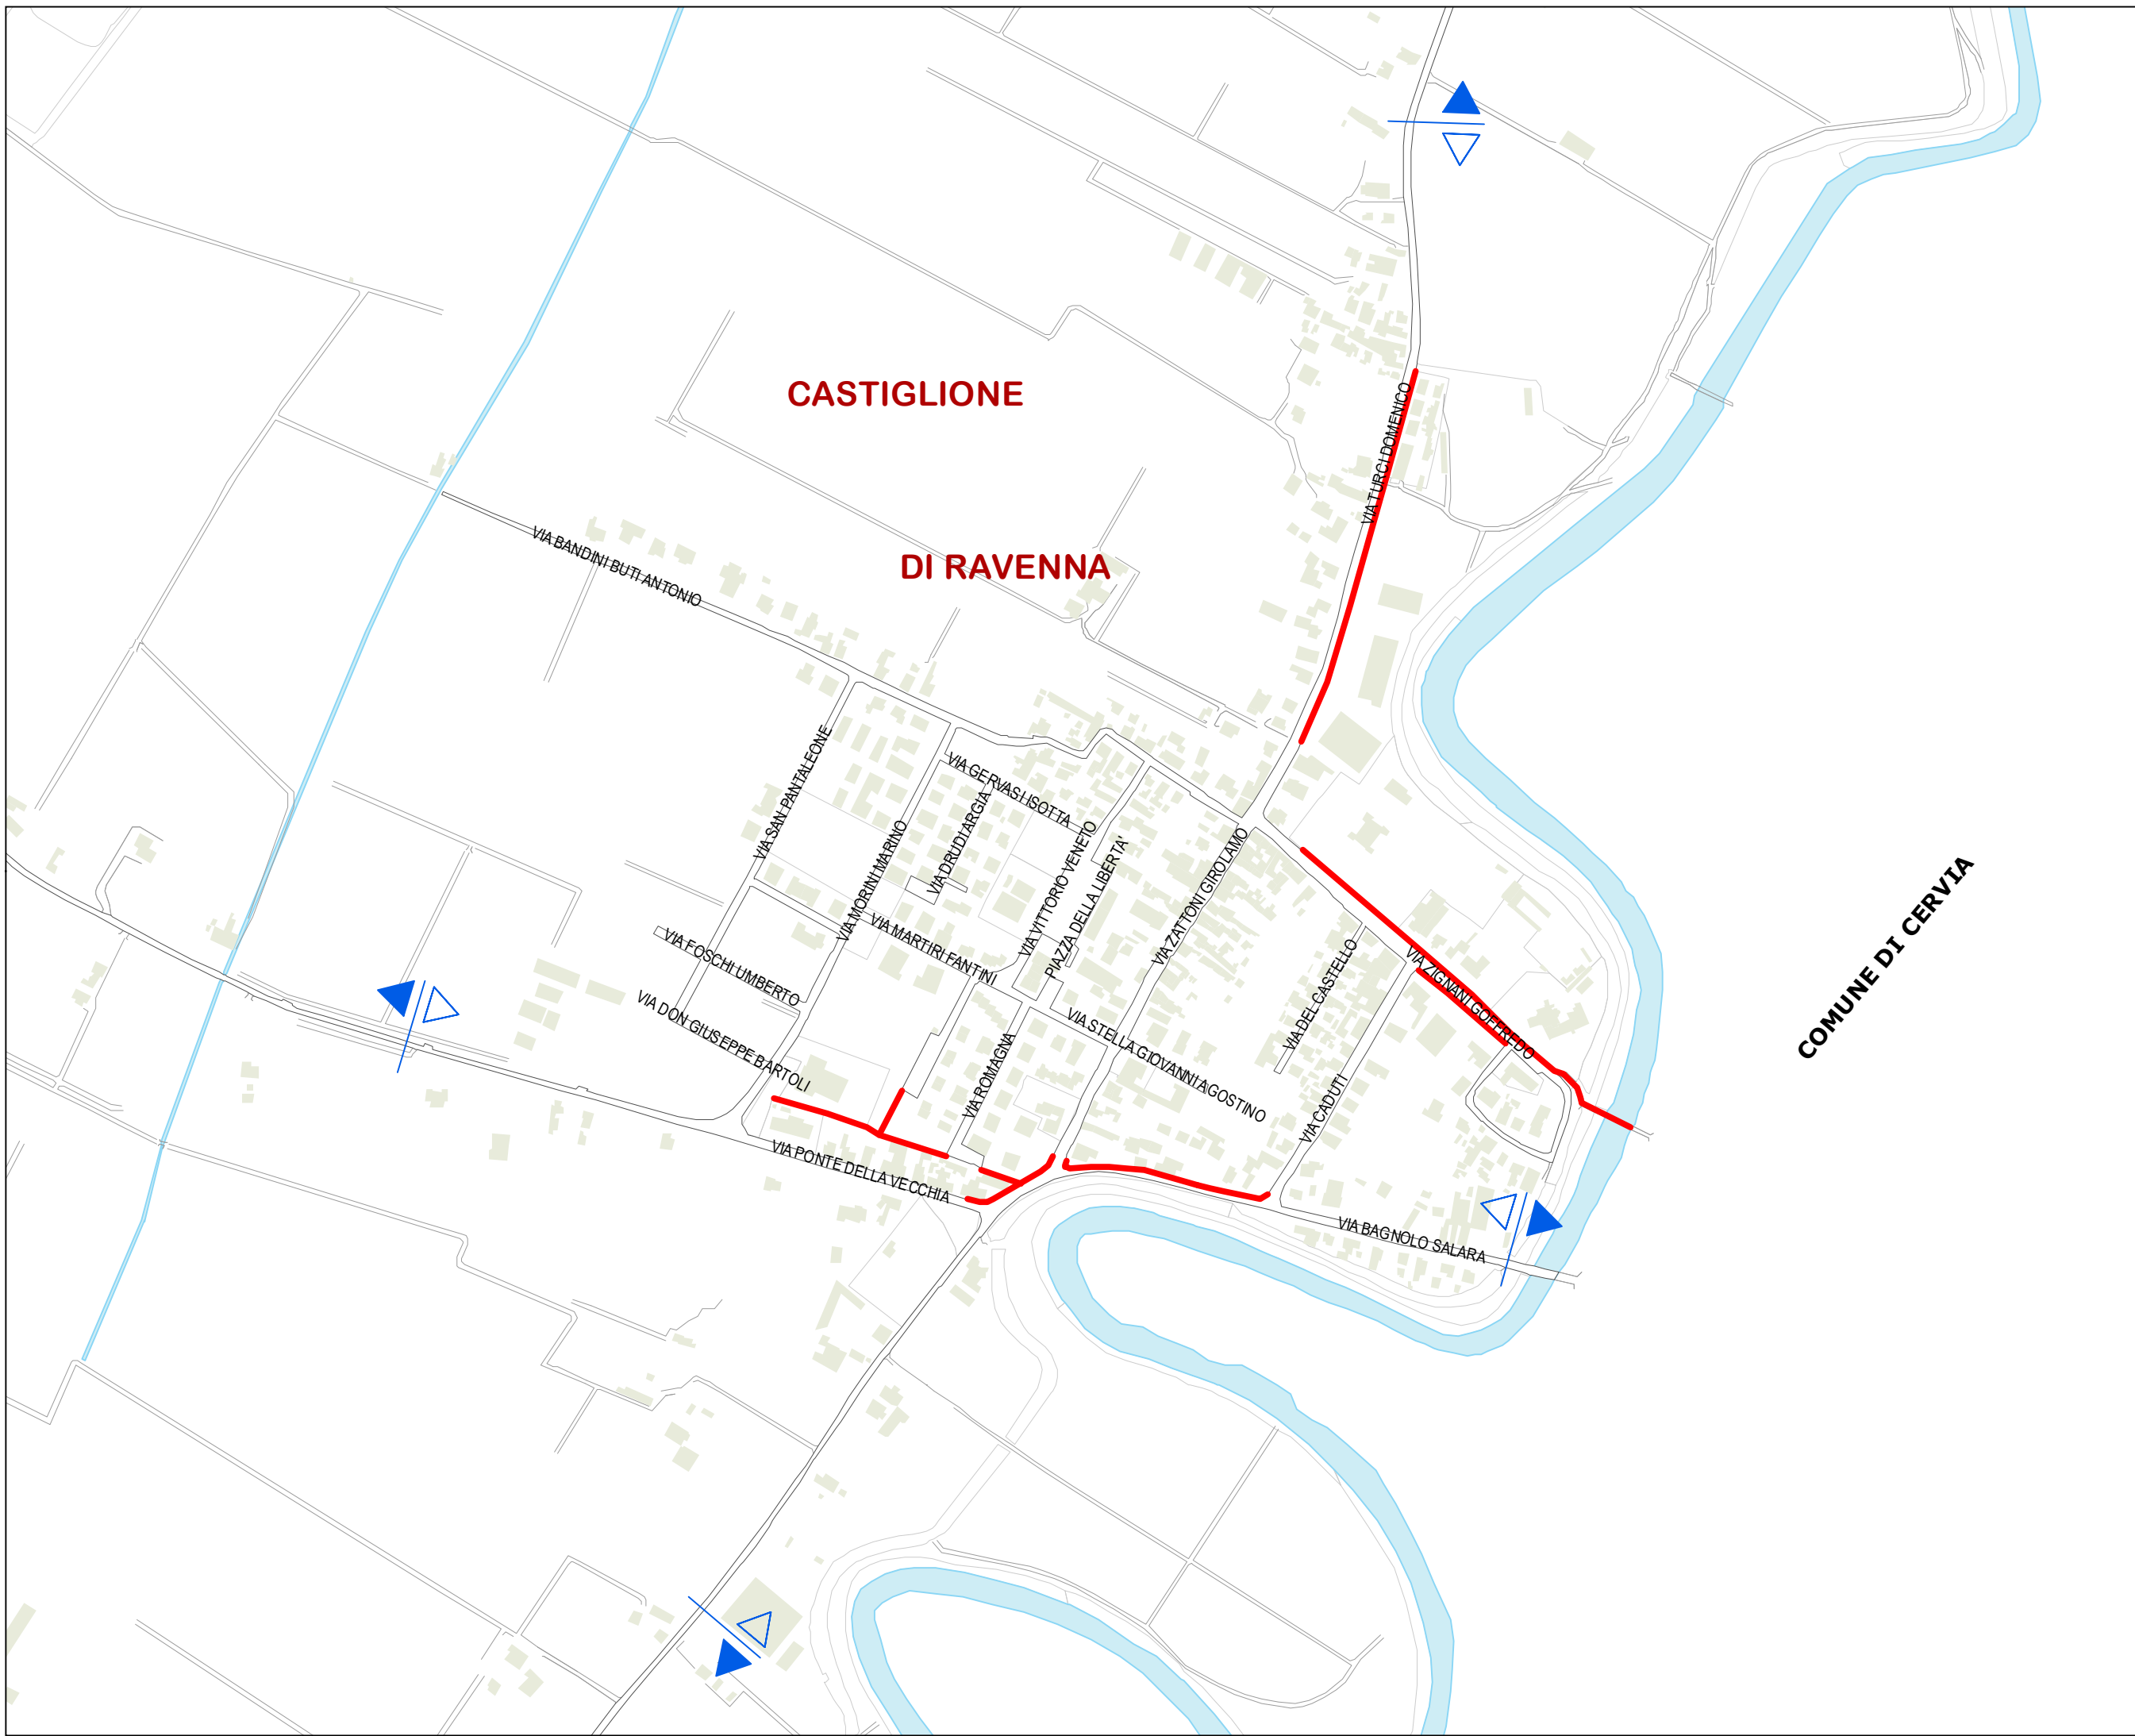 CASTIGLIONE
DI RAVENNA
VIA TURCI DOMENICO
VIA BANDINI BUTI ANTONIO
VIA SAN PANTALEONE
VIA GERVASI ISOTTA
VIA DRUDI ARGIA
VIA MORINI MARINO
VIA VITTORIO VENETO
PIAZZA DELLA LIBERTA'
VIA ZATTONI GIROLAMO
COMUNE DI CERVIA
VIA MARTIRI FANTINI
VIA FOSCHI UMBERTO
VIA DEL CASTELLO
VIA ZIGNANI GOFFREDO
VIA DON GIUSEPPE BARTOLI
VIA STELLA GIOVANNI AGOSTINO
VIA ROMAGNA
VIA CADUTI
VIA PONTE DELLA VECCHIA
VIA BAGNOLO SALARA